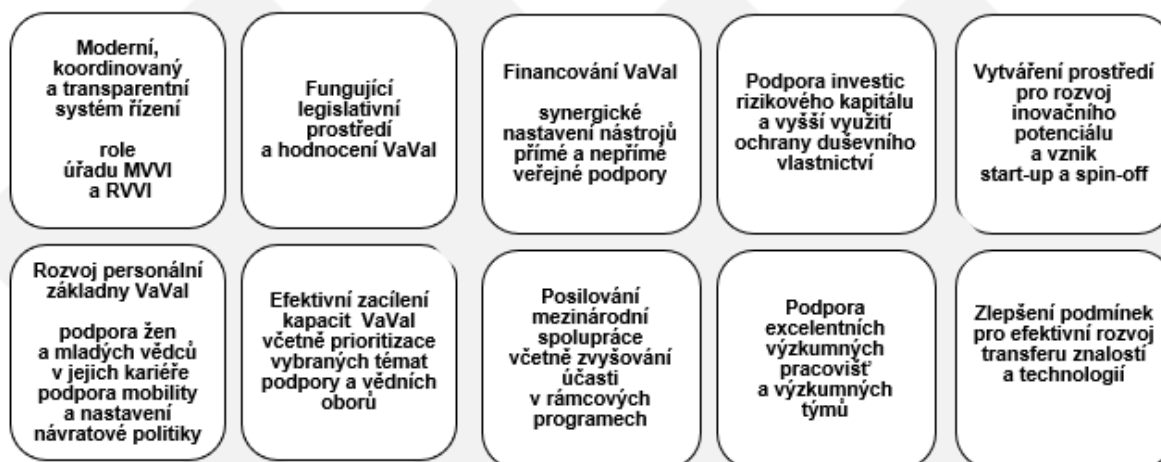 Moderní,
koordinovaný
a transparentní
systém řízení
role
úřadu MVVI
a RVVI
Fungující
legislativní
prostředí
a hodnocení VaVaI
Financování VaVaI
synergické
nastavení nástrojů
přímé a nepřímé
veřejné podpory
Podpora investic
rizikového kapitálu
a vyšší využití
ochrany duševního
vlastnictví
Vytváření prostředí
pro rozvoj
inovačního
potenciálu
a vznik
start-up a spin-off
Rozvoj personální
základny VaVaI
podpora žen
a mladých vědců
v jejich kariéře
podpora mobility
a nastavení
návratové politiky
Efektivní zacílení
kapacit VaVaI
včetně prioritizace
vybraných témat
podpory a vědních
oborů
Posilování
mezinárodní
spolupráce
včetně zvyšování
účasti
v rámcových
programech
Podpora
excelentních
výzkumných
pracovišť
a výzkumných
týmů
Zlepšení podmínek
pro efektivní rozvoj
transferu znalostí
a technologií